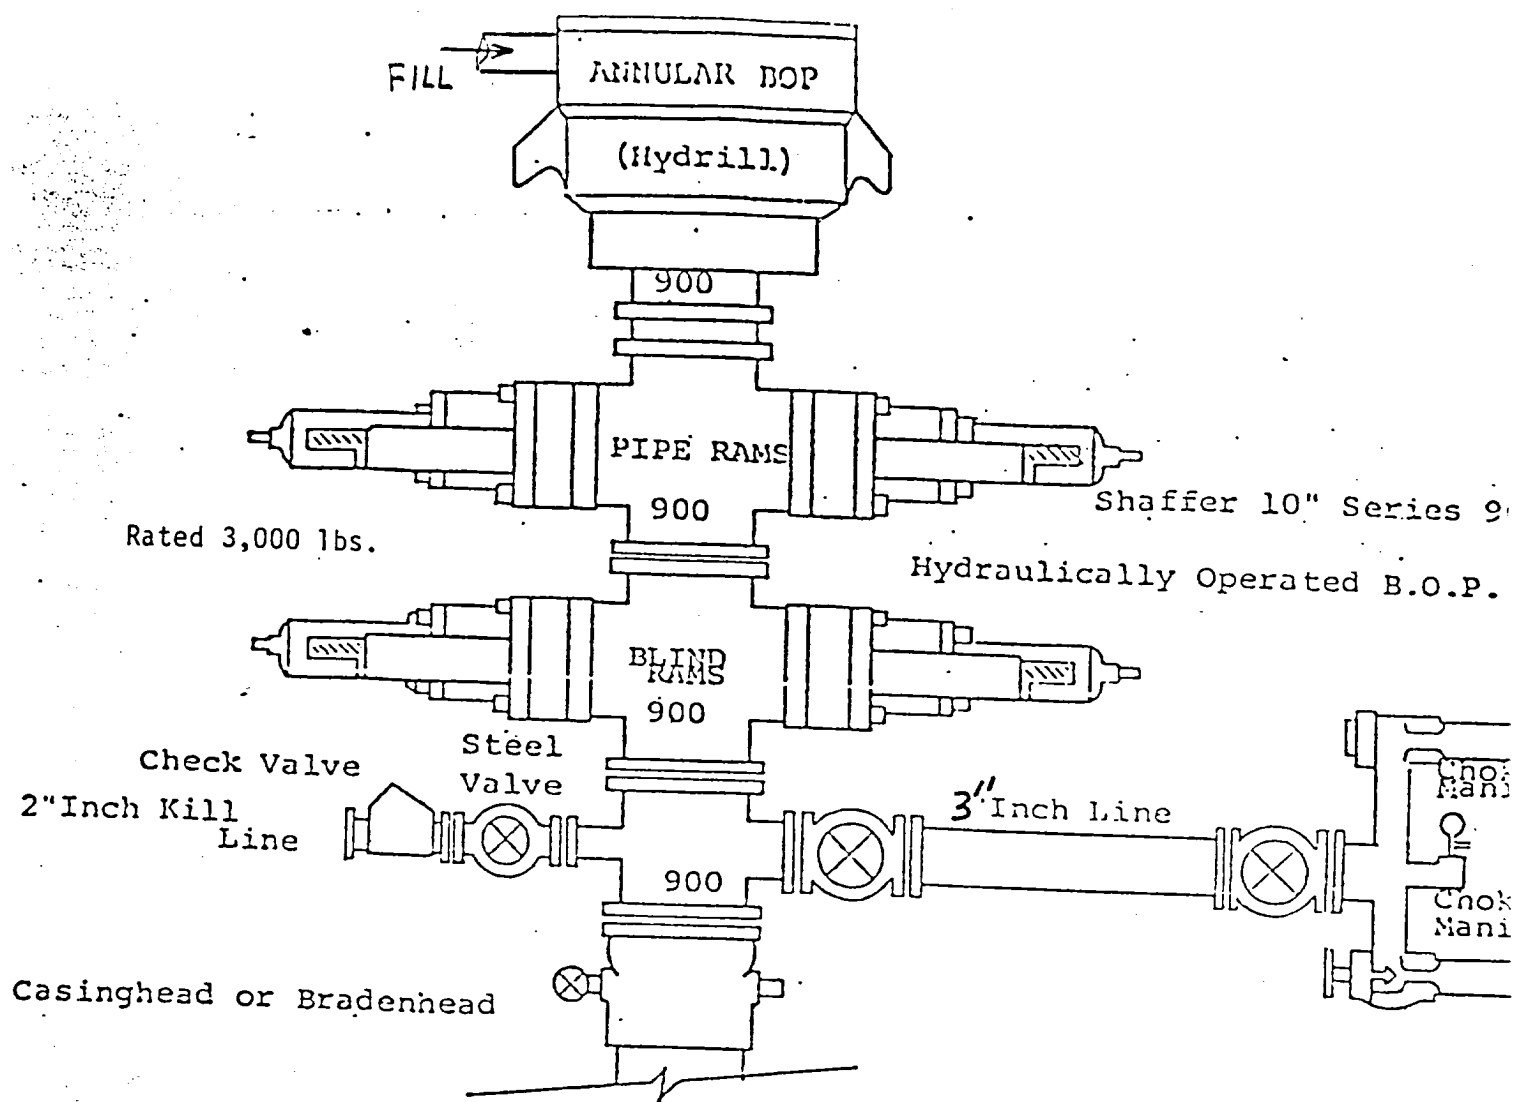 FILL
ANNULAR BOP
(Hydrill)
900
PIPE RAMS
900
Shaffer 10" Series
Rated 3,000 lbs.
Hydraulically Operated B.O.P.
BLIND
RAMS
900
Check Valve
Steel
Valve
2"Inch Kill
Line
3"Inch Line
900
Casinghead or Bradenhead